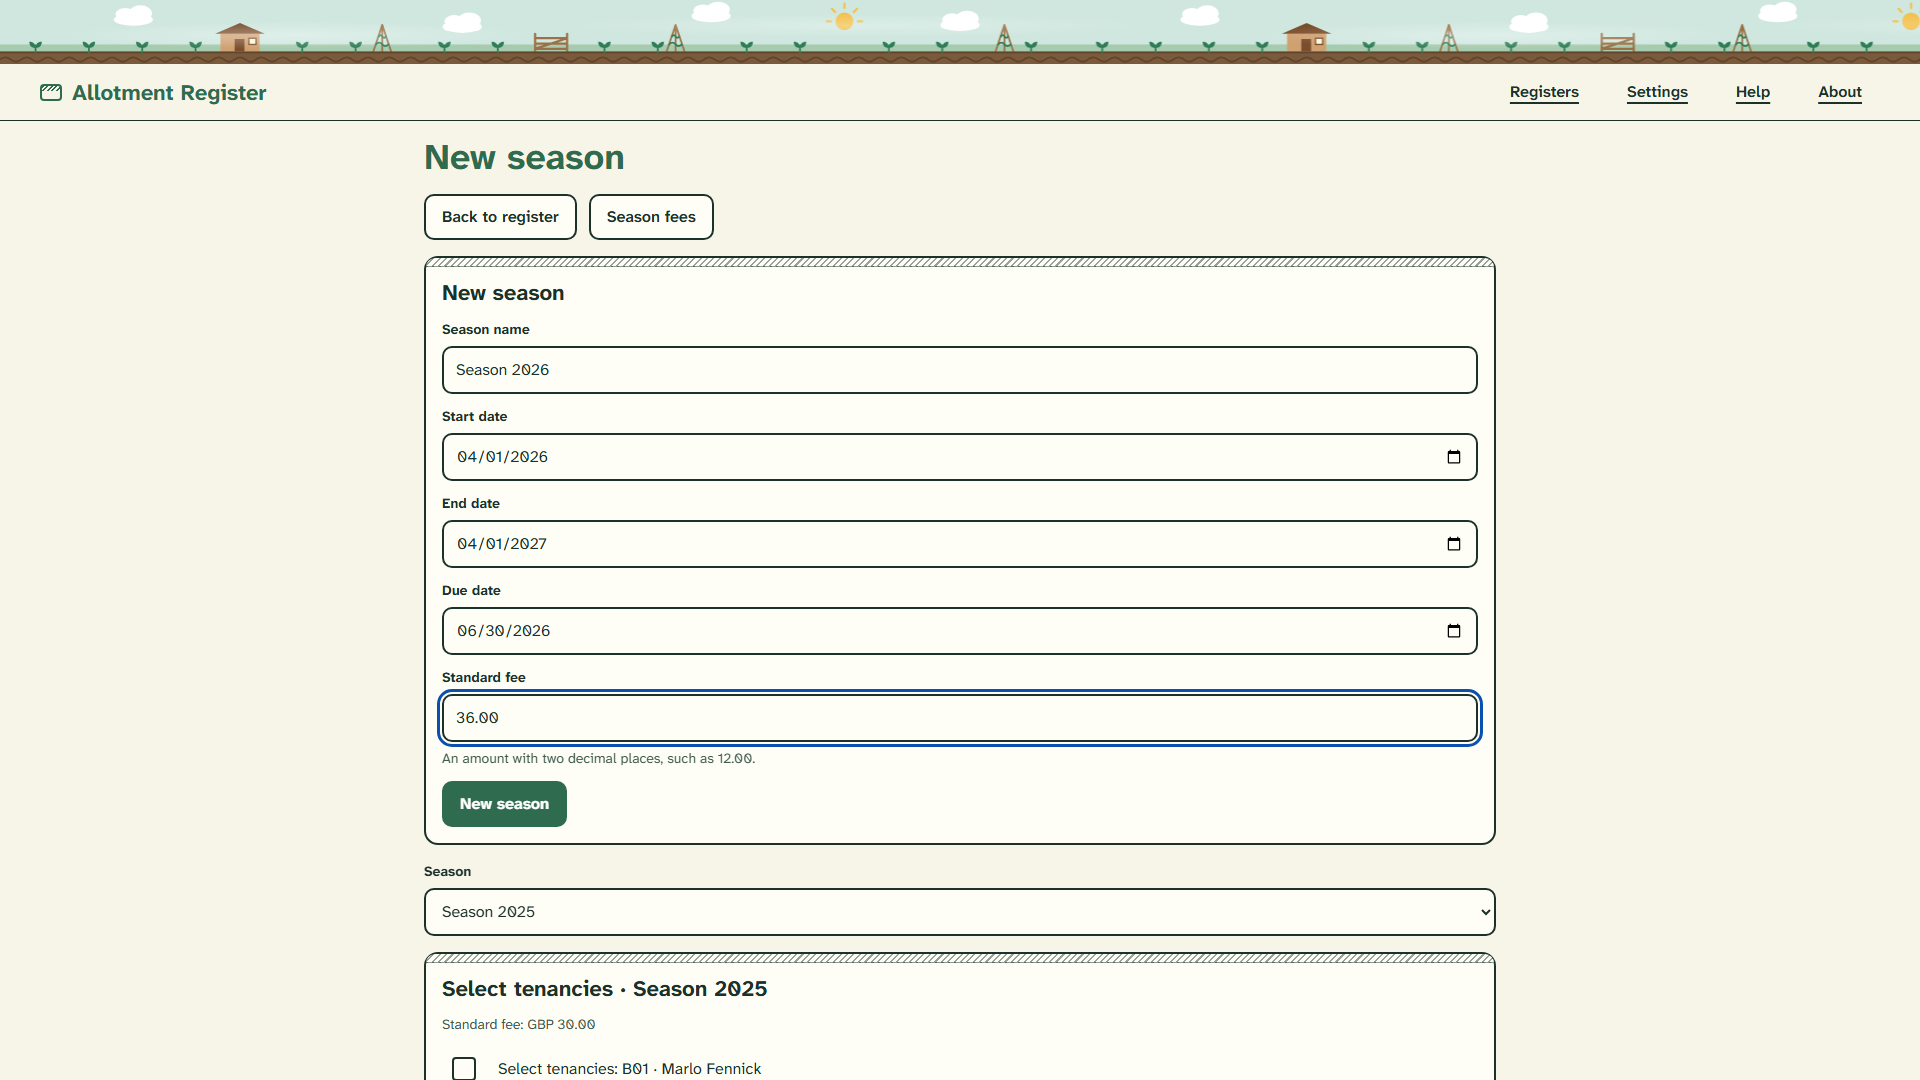 Allotment Register
Registers
Settings
Help
About
New season
Back to register
Season fees
New season
Season name
Season 2026
Start date
04/01/2026
End date
04/01/2027
Due date
06/30/2026
Standard fee
36.00
An amount with two decimal places, such as 12.00.
New season
Season
Season 2025
Select tenancies · Season 2025
Standard fee: GBP 30.00
Select tenancies: B01 · Marlo Fennick